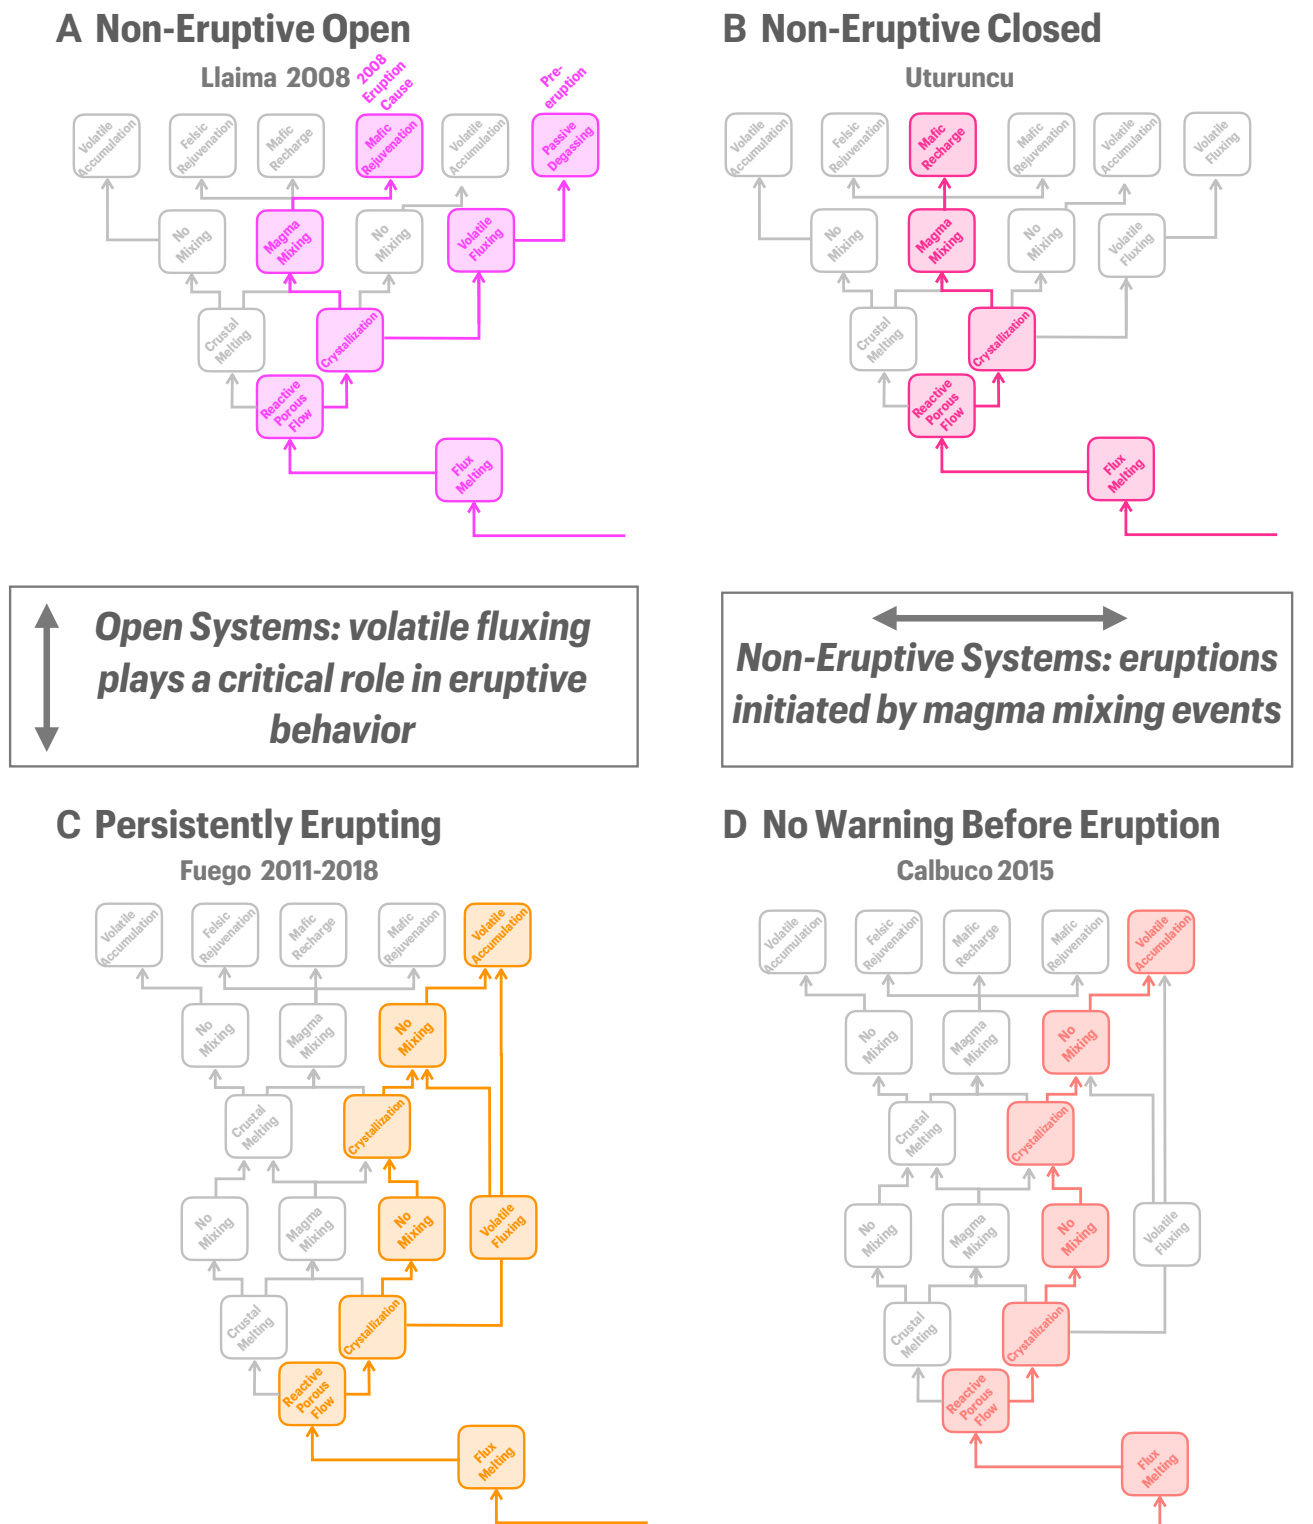 A Non-Eruptive Open
Llaima 2008
2008
Eruption
Cause
Pre-
eruption
Volatile
Accumulation
Felsic
Rejuvenation
Mafic
Recharge
Mafic
Rejuvenation
Volatile
Accumulation
Passive
Degassing
No
Mixing
Magma
Mixing
No
Mixing
Volatile
Fluxing
Crustal
Melting
Crystallization
Reactive
Porous
Flow
Flux
Melting
B Non-Eruptive Closed
Uturuncu
Volatile
Accumulation
Felsic
Rejuvenation
Mafic
Recharge
Mafic
Rejuvenation
Volatile
Accumulation
Volatile
Fluxing
No
Mixing
Magma
Mixing
No
Mixing
Volatile
Fluxing
Crustal
Melting
Crystallization
Reactive
Porous
Flow
Flux
Melting
Open Systems: volatile fluxing
plays a critical role in eruptive
behavior
Non-Eruptive Systems: eruptions
initiated by magma mixing events
C Persistently Erupting
Fuego 2011-2018
Volatile
Accumulation
Felsic
Rejuvenation
Mafic
Recharge
Mafic
Rejuvenation
Volatile
Accumulation
No
Mixing
Magma
Mixing
No
Mixing
Crustal
Melting
Crystallization
No
Mixing
Magma
Mixing
No
Mixing
Volatile
Fluxing
Crustal
Melting
Crystallization
Reactive
Porous
Flow
Flux
Melting
D No Warning Before Eruption
Calbuco 2015
Volatile
Accumulation
Felsic
Rejuvenation
Mafic
Recharge
Mafic
Rejuvenation
Volatile
Accumulation
No
Mixing
Magma
Mixing
No
Mixing
Crustal
Melting
Crystallization
No
Mixing
Magma
Mixing
No
Mixing
Volatile
Fluxing
Crustal
Melting
Crystallization
Reactive
Porous
Flow
Flux
Melting